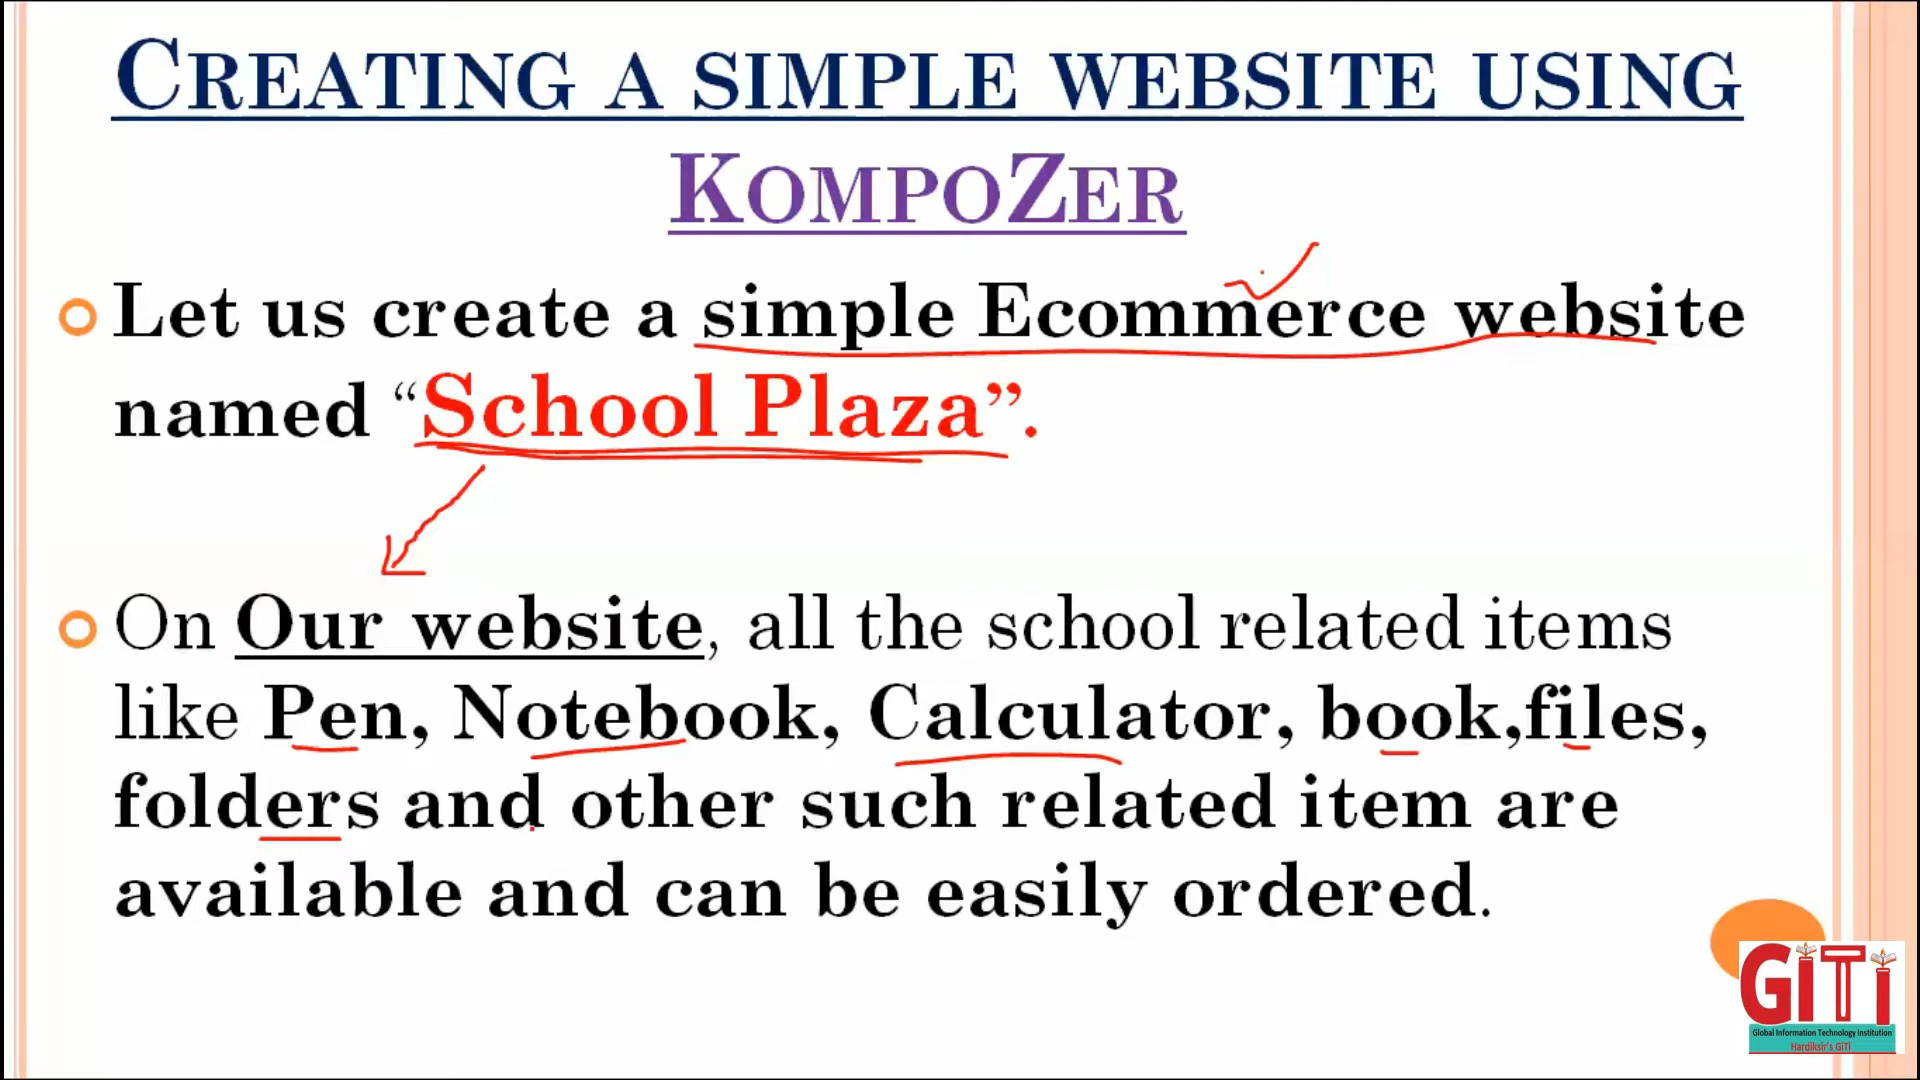 CREATING A SIMPLE WEBSITE USING
KOMPOZER
Let us create a simple Ecommerce website
named “School Plaza”.
On Our website, all the school related items
like Pen, Notebook, Calculator, book,files,
folders and other such related item are
available and can be easily ordered.
GiTi
Global Information Technology Institution
Hardiksir's GiTi